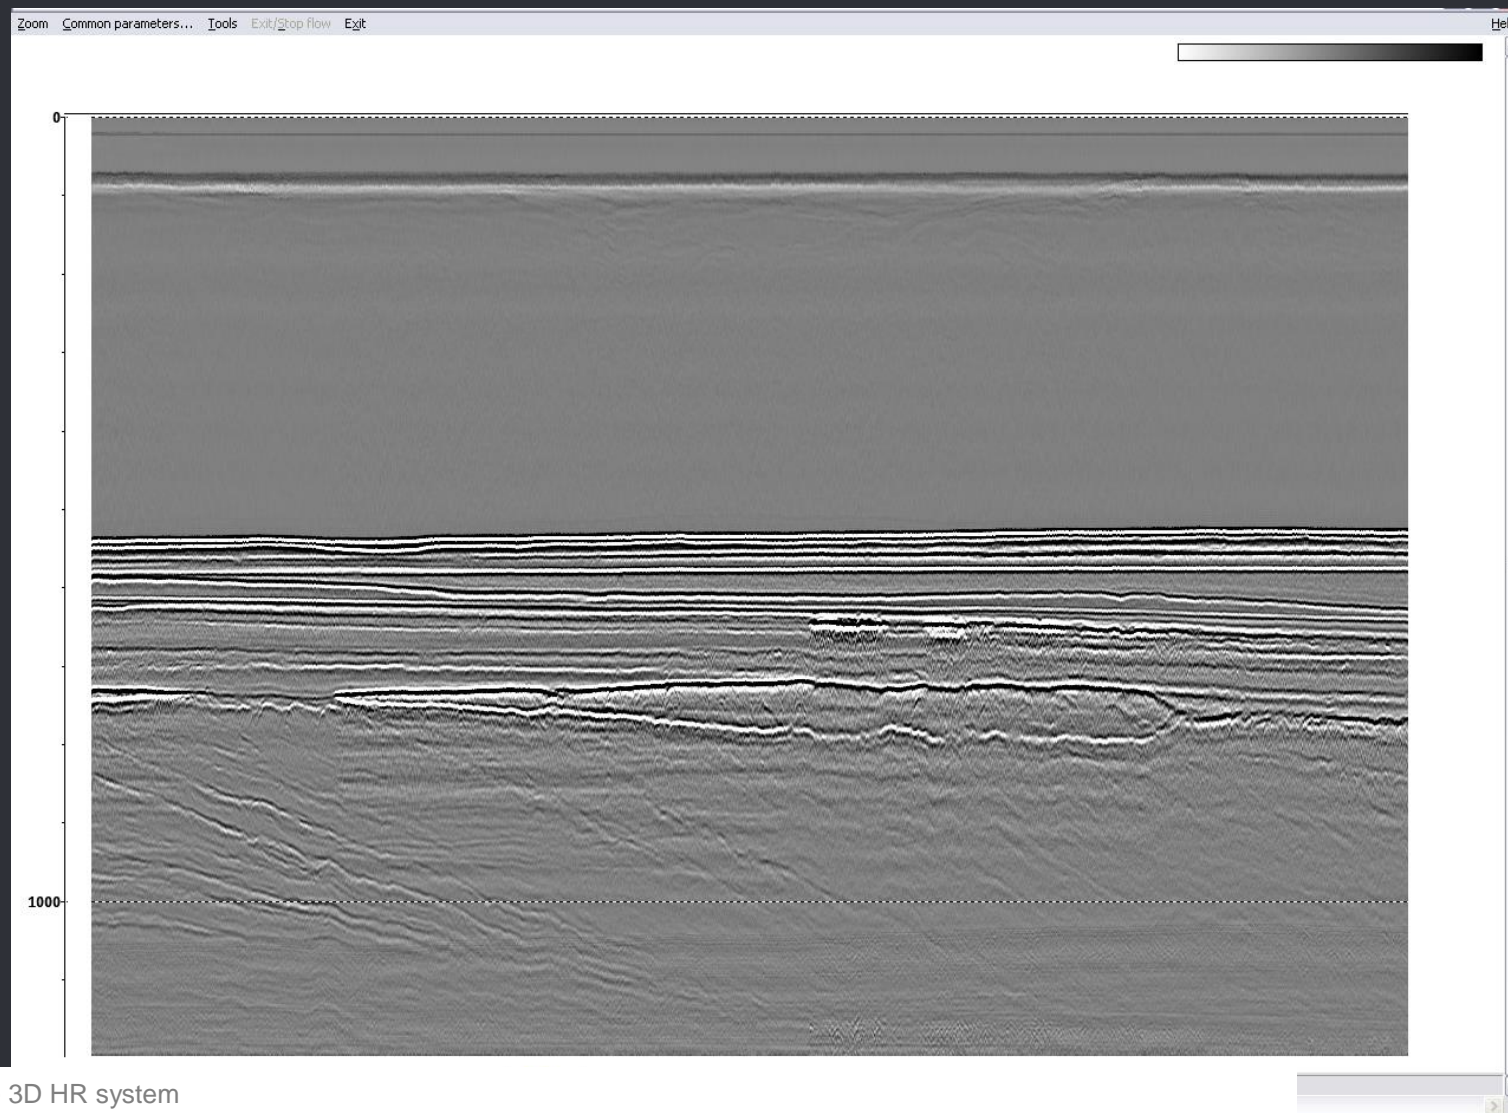 Zoom Common parameters... Tools Exit/Stop flow Exit Hel
0
1000
3D HR system